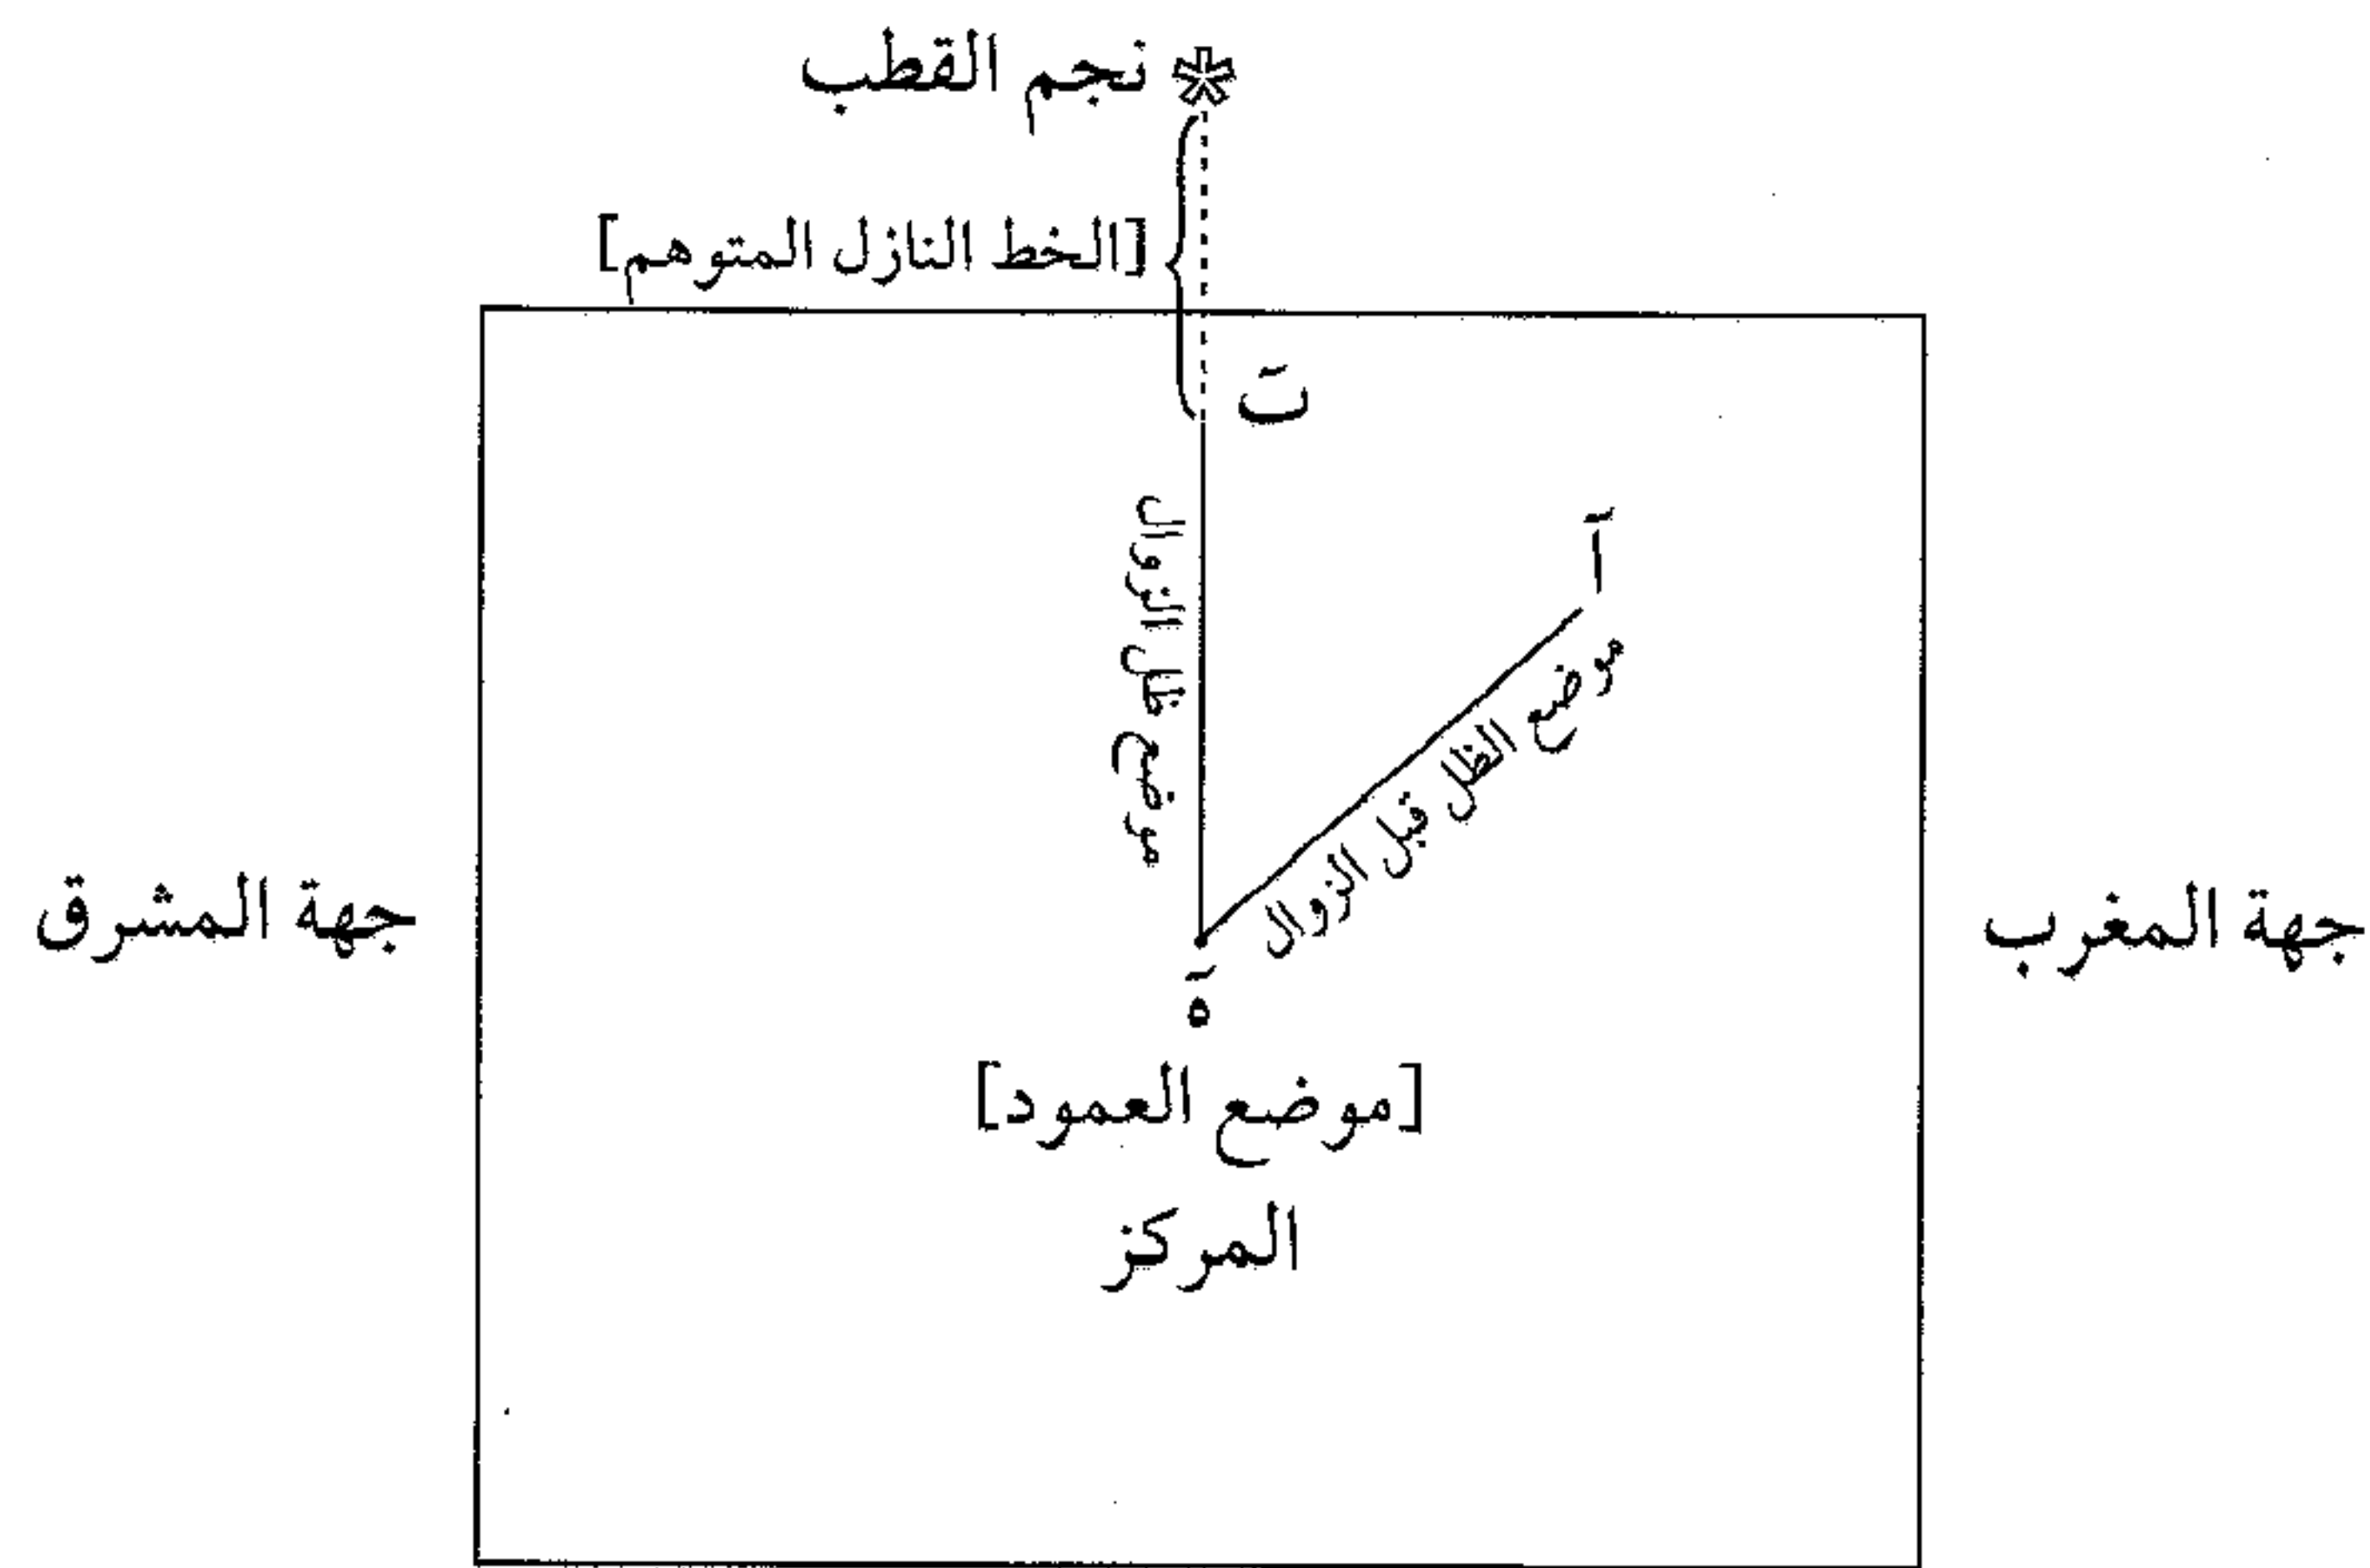 نجم القطب
[الخط النازل المتوهم]
تَ
آ
موضع ظل الزوال
موضع الظل قبل الزوال
جهة المغرب
جهة المشرق
هَ
[موضع العمود]
المركز